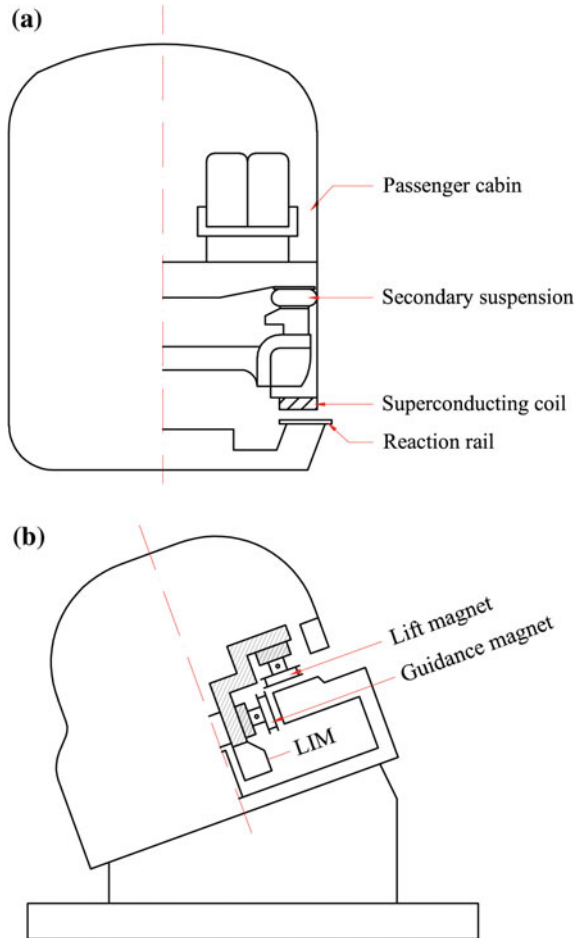 (a)
Passenger cabin
Secondary suspension
Superconducting coil
Reaction rail
(b)
Lift magnet
Guidance magnet
LIM